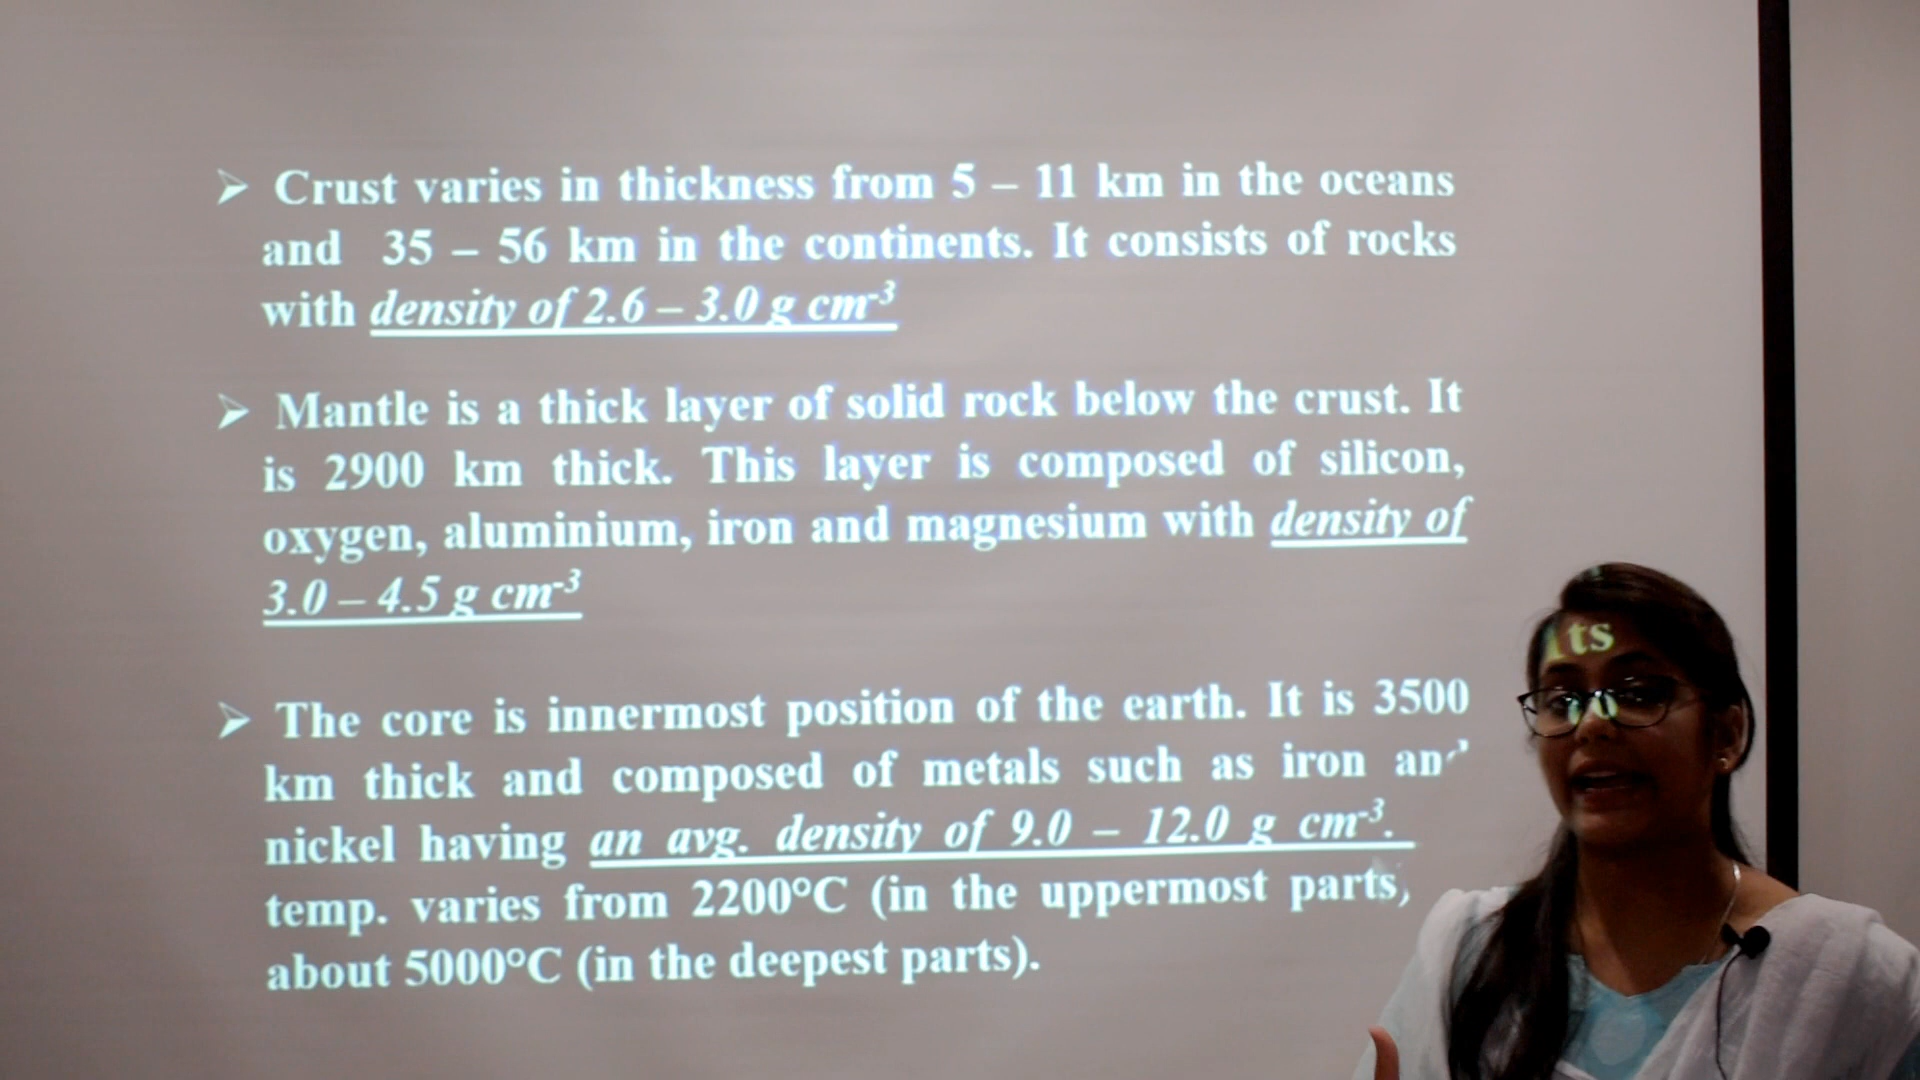 ➢ Crust varies in thickness from 5 – 11 km in the oceans
and 35 – 56 km in the continents. It consists of rocks
with density of 2.6 – 3.0 g cm⁻³
➢ Mantle is a thick layer of solid rock below the crust. It
is 2900 km thick. This layer is composed of silicon,
oxygen, aluminium, iron and magnesium with density of
3.0 – 4.5 g cm⁻³
ts
➢ The core is innermost position of the earth. It is 3500
km thick and composed of metals such as iron
nickel having an avg. density of 9.0 – 12.0 g cm⁻³.
temp. varies from 2200°C (in the uppermost parts)
about 5000°C (in the deepest parts).